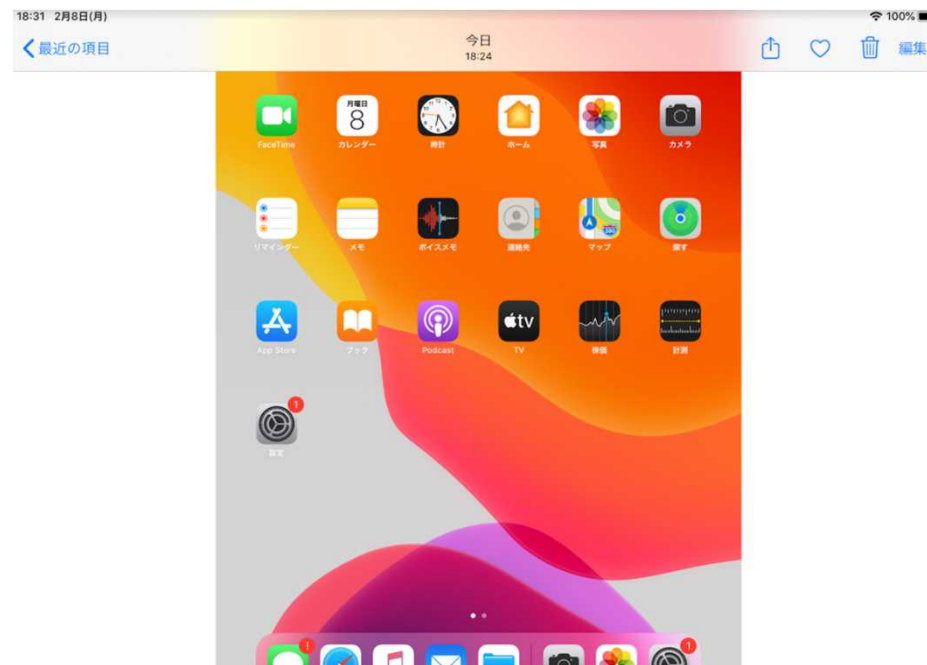 18:31 2月8日(月)
100%
最近の項目
今日
18:24
編集
月曜日
8
FaceTime
カレンダー
時計
ホーム
写真
カメラ
リマインダー
メモ
ボイスメモ
連絡先
マップ
探す
tv
App Store
ブック
Podcast
TV
株価
計測
1
設定
!
1